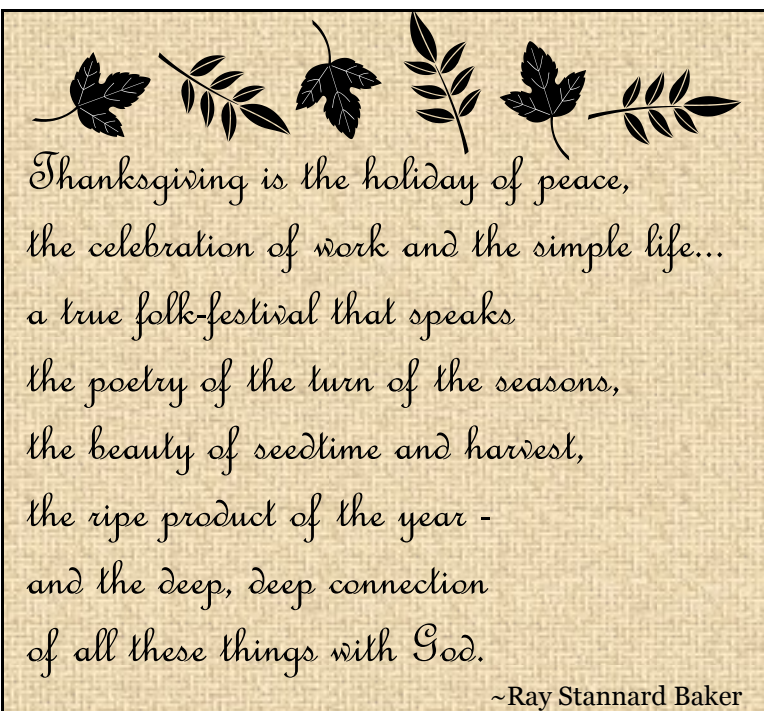 Thanksgiving is the holiday of peace,
the celebration of work and the simple life...
a true folk-festival that speaks
the poetry of the turn of the seasons,
the beauty of seedtime and harvest,
the ripe product of the year -
and the deep, deep connection
of all these things with God.
~Ray Stannard Baker